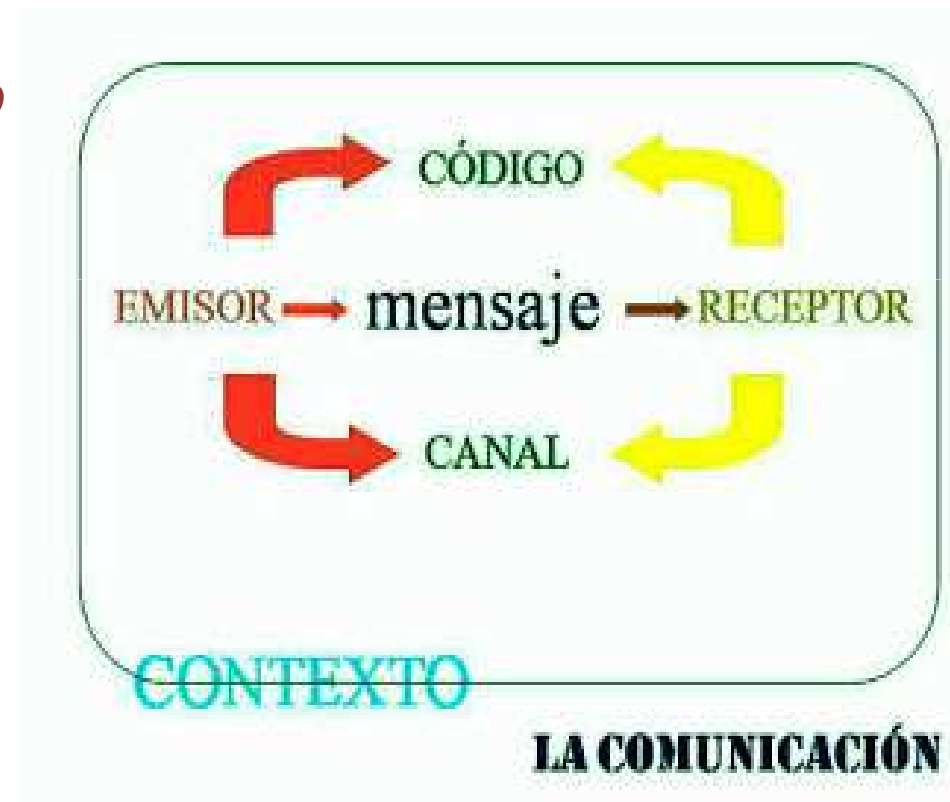 CÓDIGO
EMISOR mensaje RECEPTOR
CANAL
CONTEXTO
LA COMUNICACIÓN